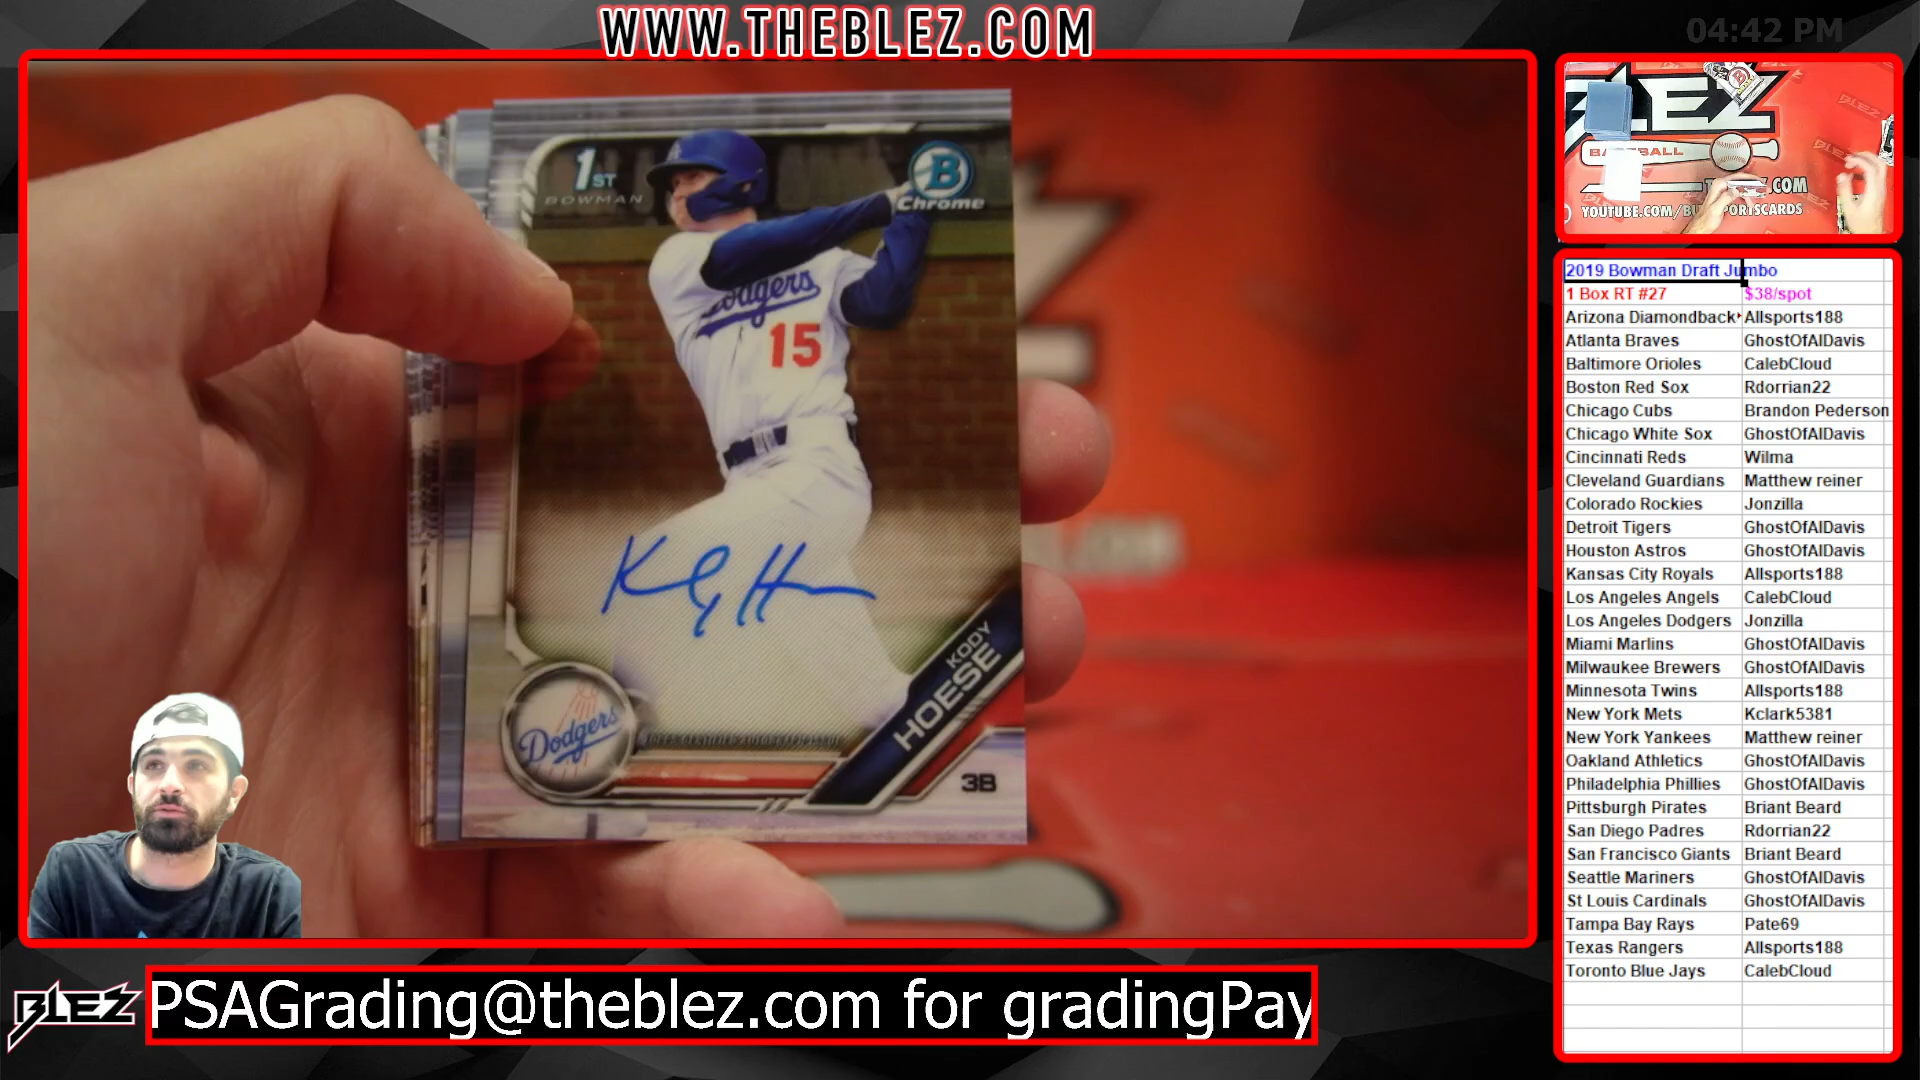 WWW.THEBLEZ.COM
04:42 PM
1ST
BOWMAN
B
Chrome
Dodgers
15
KODY
HOESE
Dodgers
3B
LEZ
BASEBALL
.COM
2019 Bowman Draft Jumbo
1 Box RT #27 $38/spot
Arizona Diamondback Allsports188
Atlanta Braves GhostOfAlDavis
Baltimore Orioles CalebCloud
Boston Red Sox Rdorrian22
Chicago Cubs Brandon Pederson
Chicago White Sox GhostOfAlDavis
Cincinnati Reds Wilma
Cleveland Guardians Matthew reiner
Colorado Rockies Jonzilla
Detroit Tigers GhostOfAlDavis
Houston Astros GhostOfAlDavis
Kansas City Royals Allsports188
Los Angeles Angels CalebCloud
Los Angeles Dodgers Jonzilla
Miami Marlins GhostOfAlDavis
Milwaukee Brewers GhostOfAlDavis
Minnesota Twins Allsports188
New York Mets Kclark5381
New York Yankees Matthew reiner
Oakland Athletics GhostOfAlDavis
Philadelphia Phillies GhostOfAlDavis
Pittsburgh Pirates Briant Beard
San Diego Padres Rdorrian22
San Francisco Giants Briant Beard
Seattle Mariners GhostOfAlDavis
St Louis Cardinals GhostOfAlDavis
Tampa Bay Rays Pate69
Texas Rangers Allsports188
Toronto Blue Jays CalebCloud
BLEZ
PSAGrading@theblez.com for gradingPay